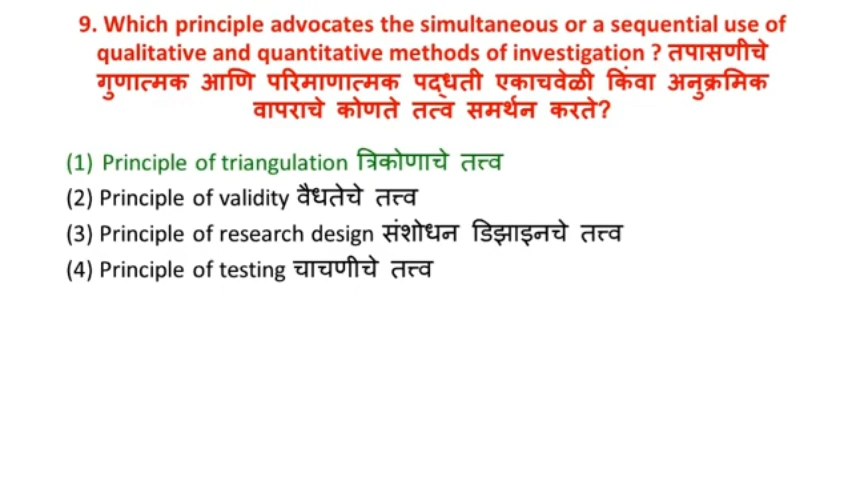 9. Which principle advocates the simultaneous or a sequential use of
qualitative and quantitative methods of investigation ? तपासणीचे
गुणात्मक आणि परिमाणात्मक पद्धती एकाचवेळी किंवा अनुक्रमिक
वापराचे कोणते तत्व समर्थन करते?
(1) Principle of triangulation त्रिकोणाचे तत्त्व
(2) Principle of validity वैधतेचे तत्त्व
(3) Principle of research design संशोधन डिझाइनचे तत्त्व
(4) Principle of testing चाचणीचे तत्त्व